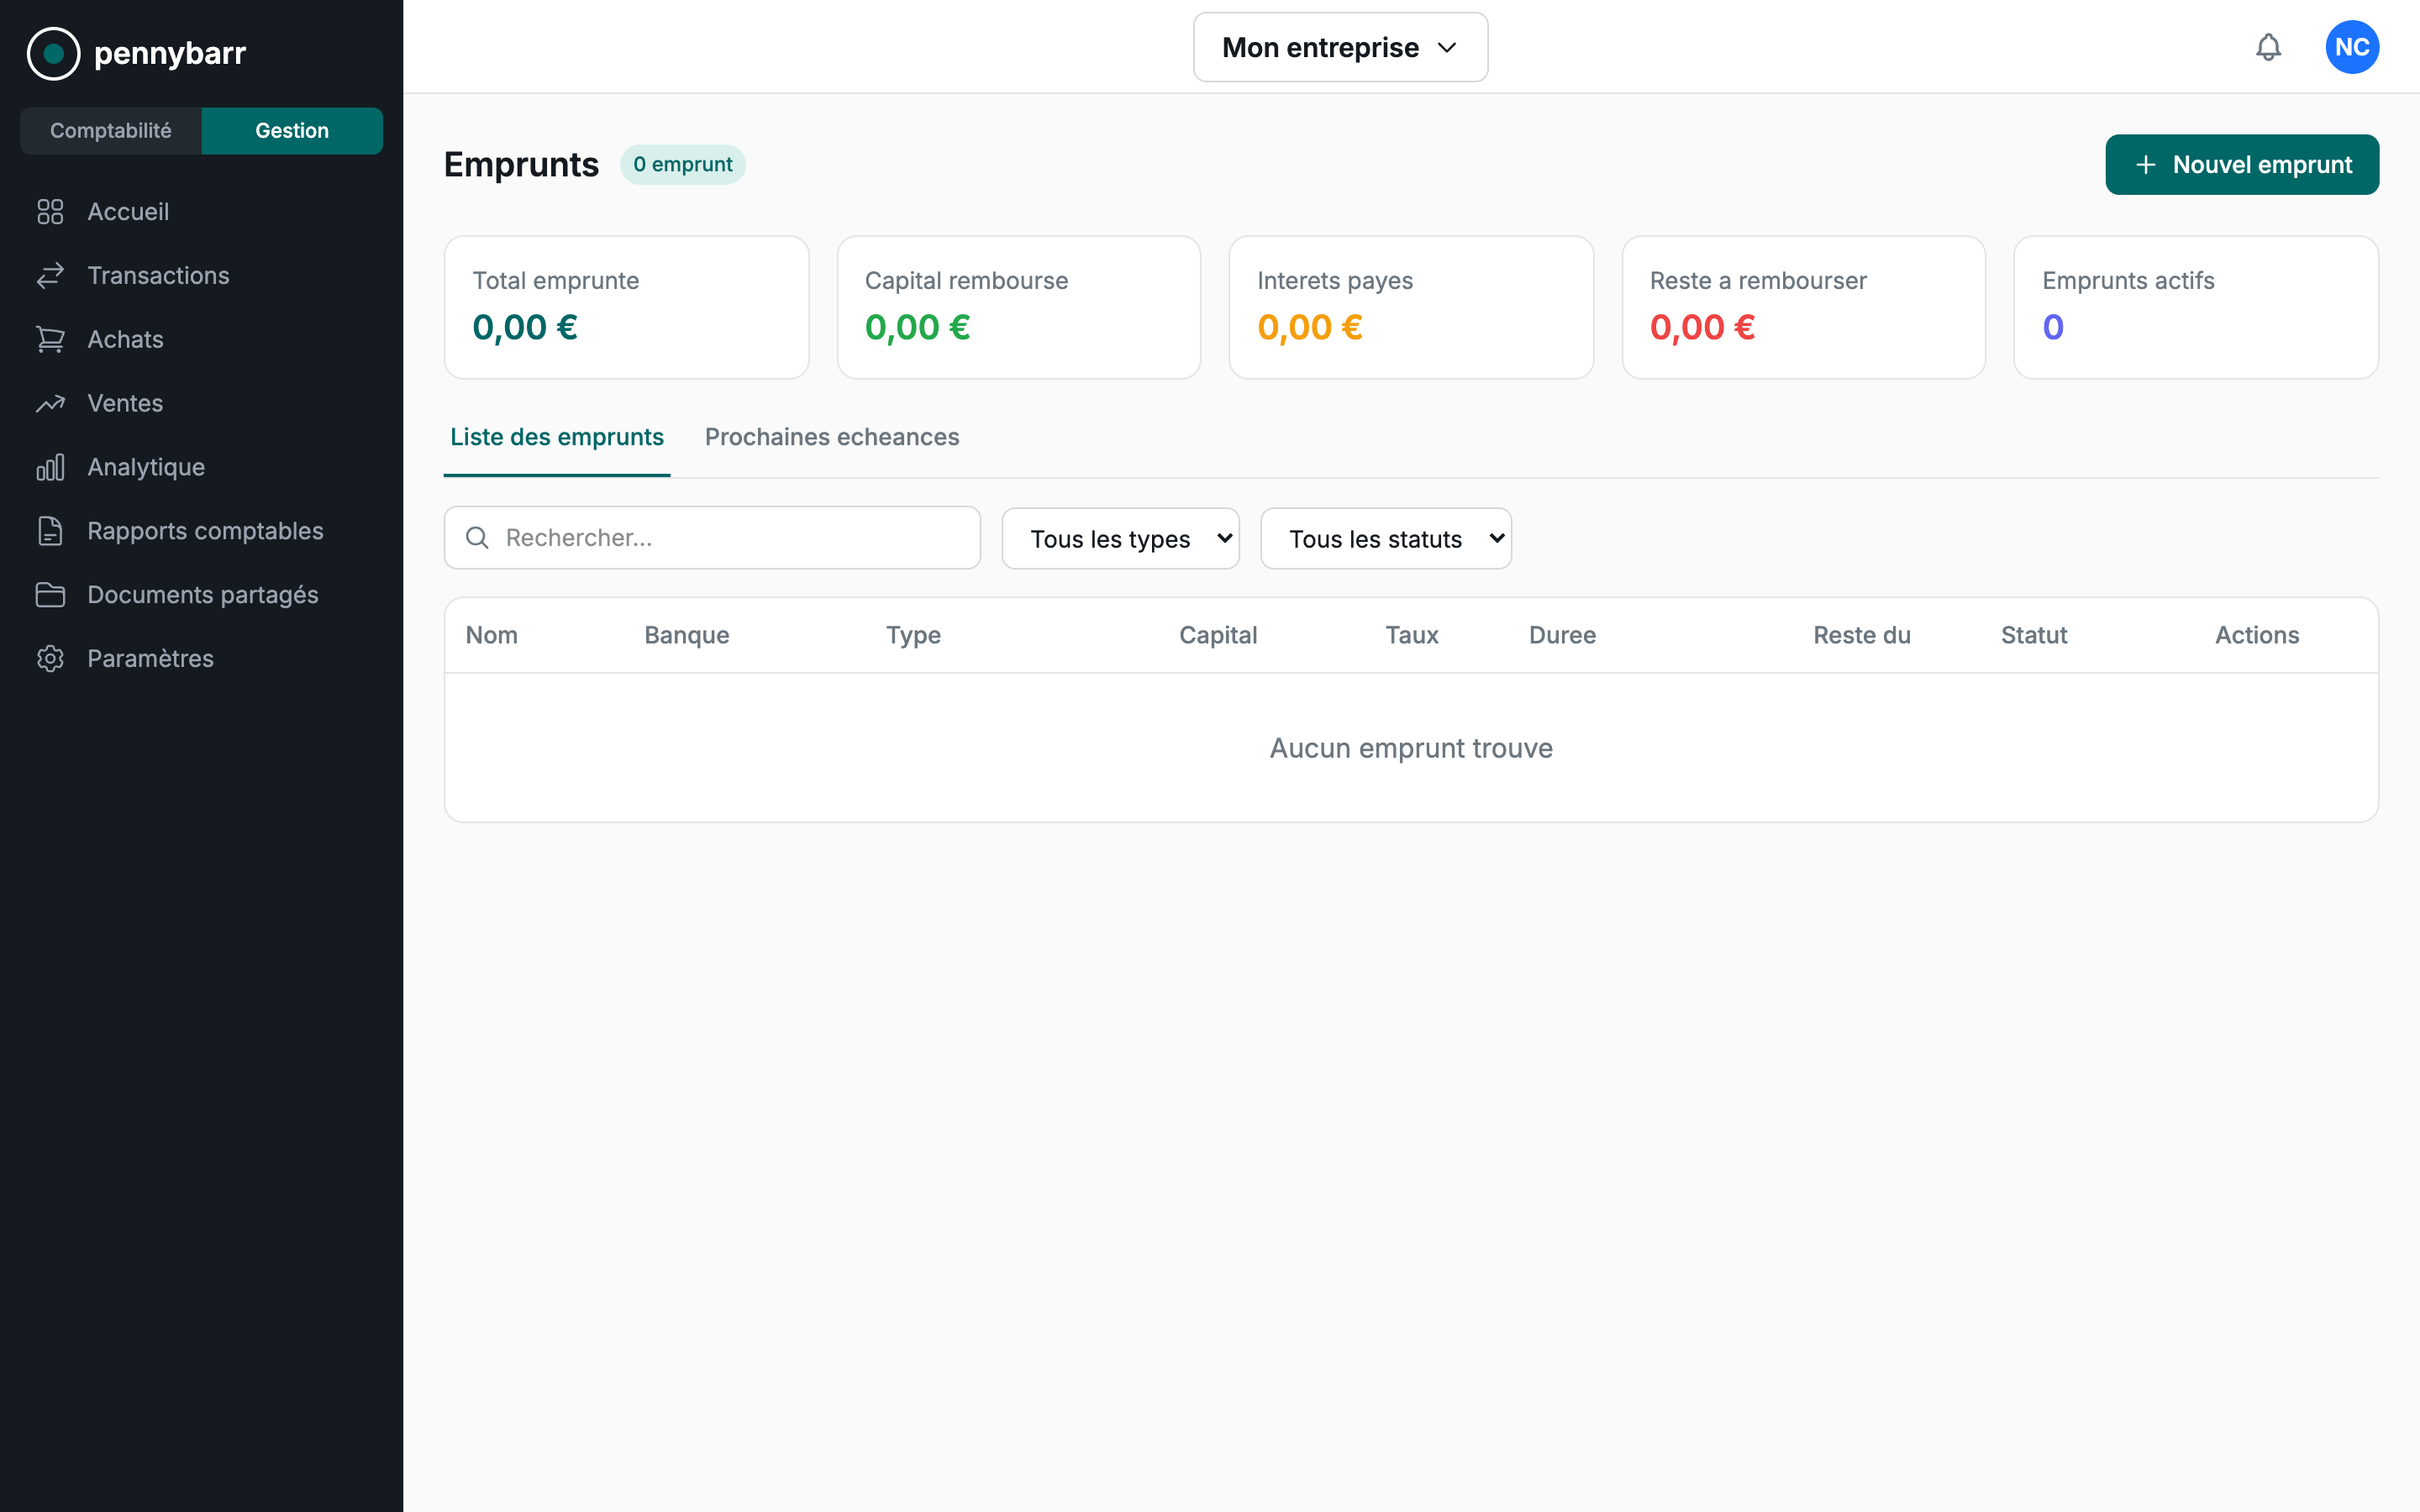 pennybarr
Comptabilité
Gestion
Accueil
Transactions
Achats
Ventes
Analytique
Rapports comptables
Documents partagés
Paramètres
Mon entreprise
NC
Emprunts
0 emprunt
Nouvel emprunt
Total emprunte
0,00 €
Capital rembourse
0,00 €
Interets payes
0,00 €
Reste a rembourser
0,00 €
Emprunts actifs
0
Liste des emprunts
Prochaines echeances
Rechercher...
Tous les types
Tous les statuts
Nom Banque Type Capital Taux Duree Reste du Statut Actions
Aucun emprunt trouve